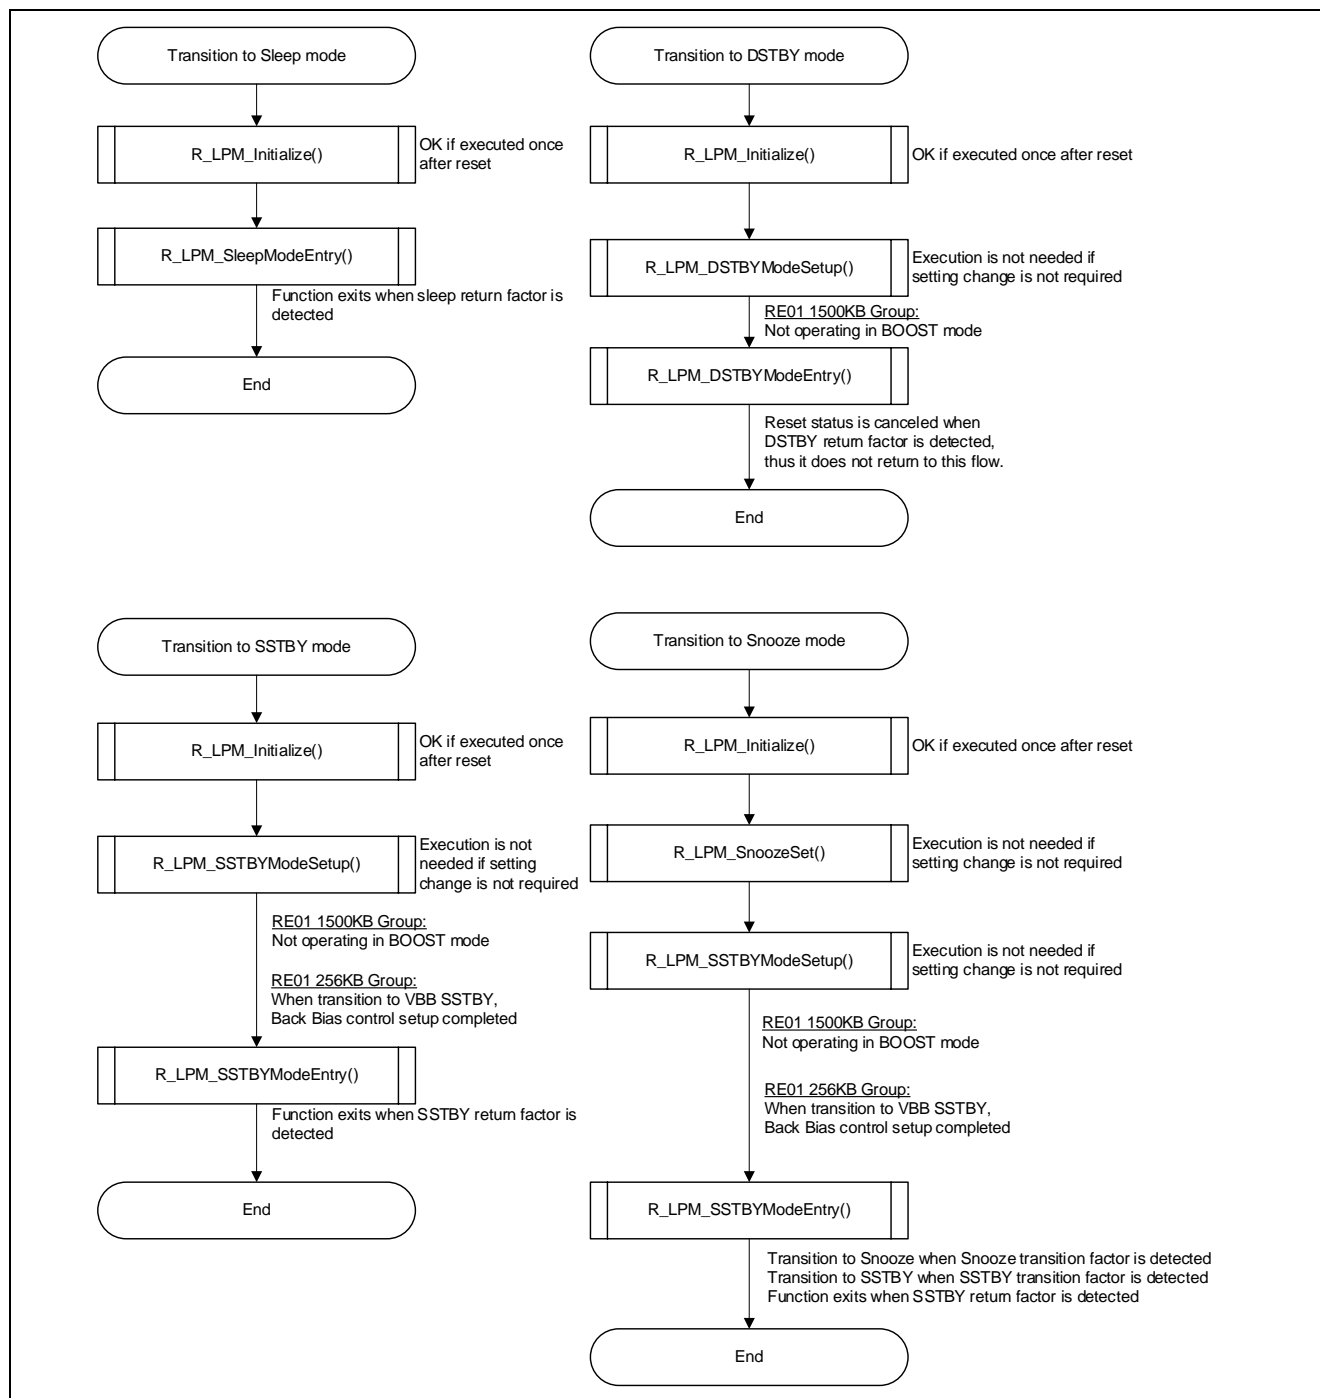 Transition to Sleep mode
R_LPM_Initialize()
OK if executed once
after reset
R_LPM_SleepModeEntry()
Function exits when sleep return factor is
detected
End
Transition to DSTBY mode
R_LPM_Initialize()
OK if executed once after reset
R_LPM_DSTBYModeSetup()
Execution is not needed if
setting change is not required
RE01 1500KB Group:
Not operating in BOOST mode
R_LPM_DSTBYModeEntry()
Reset status is canceled when
DSTBY return factor is detected,
thus it does not return to this flow.
End
Transition to SSTBY mode
R_LPM_Initialize()
OK if executed once
after reset
R_LPM_SSTBYModeSetup()
Execution is not
needed if setting
change is not required
RE01 1500KB Group:
Not operating in BOOST mode
RE01 256KB Group:
When transition to VBB SSTBY,
Back Bias control setup completed
R_LPM_SSTBYModeEntry()
Function exits when SSTBY return factor is
detected
End
Transition to Snooze mode
R_LPM_Initialize()
OK if executed once after reset
R_LPM_SnoozeSet()
Execution is not needed if
setting change is not required
R_LPM_SSTBYModeSetup()
Execution is not needed if
setting change is not required
RE01 1500KB Group:
Not operating in BOOST mode
RE01 256KB Group:
When transition to VBB SSTBY,
Back Bias control setup completed
R_LPM_SSTBYModeEntry()
Transition to Snooze when Snooze transition factor is detected
Transition to SSTBY when SSTBY transition factor is detected
Function exits when SSTBY return factor is detected
End